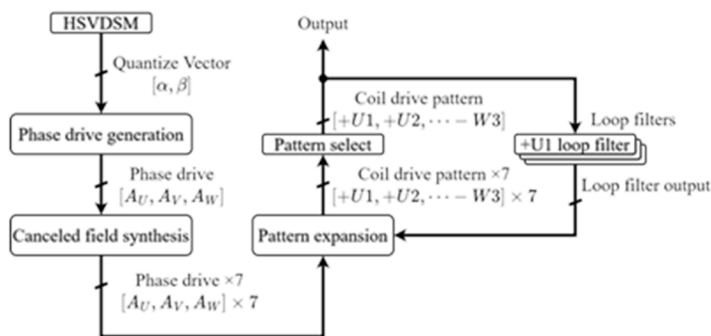 HSVDSM
Quantize Vector
[α, β]
Phase drive generation
Phase drive
[A_U, A_V, A_W]
Canceled field synthesis
Phase drive ×7
[A_U, A_V, A_W] × 7
Output
Coil drive pattern
[+U1, +U2, ··· − W3]
Pattern select
Coil drive pattern ×7
[+U1, +U2, ··· − W3] × 7
Pattern expansion
Loop filters
+U1 loop filter
Loop filter output